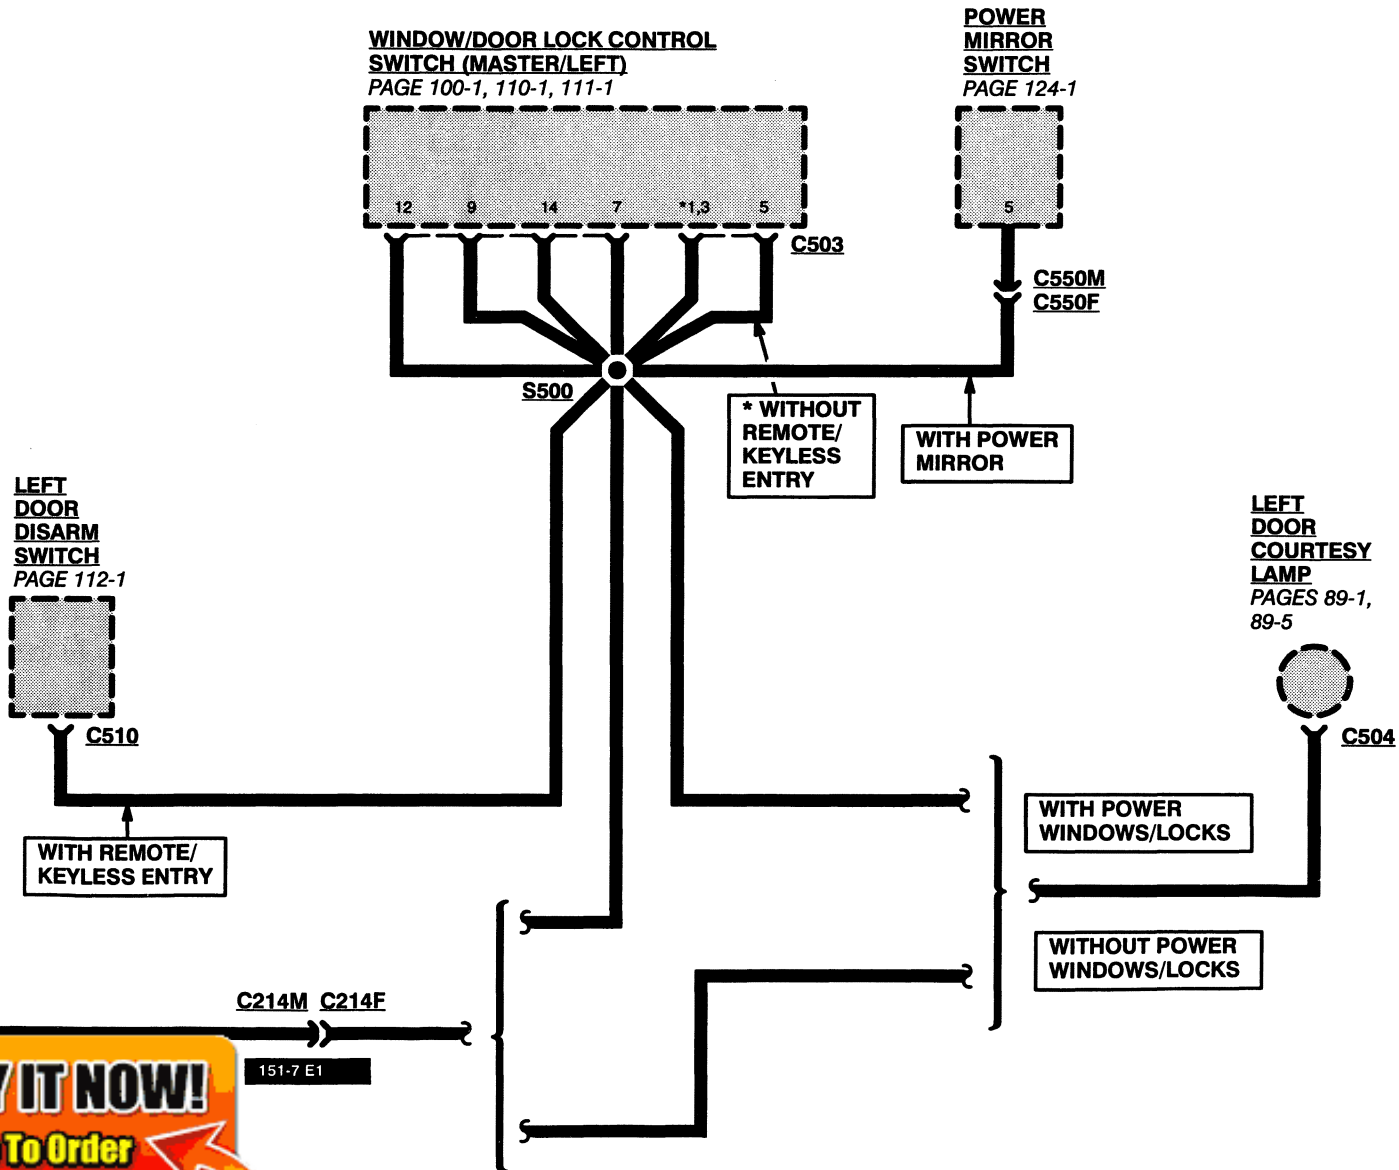 WINDOW/DOOR LOCK CONTROL
SWITCH (MASTER/LEFT)
PAGE 100-1, 110-1, 111-1
POWER
MIRROR
SWITCH
PAGE 124-1
12 9 14 7 *1,3 5
5
C503
C550M
C550F
S500
* WITHOUT
REMOTE/
KEYLESS
ENTRY
WITH POWER
MIRROR
LEFT
DOOR
DISARM
SWITCH
PAGE 112-1
LEFT
DOOR
COURTESY
LAMP
PAGES 89-1,
89-5
C510
C504
WITH REMOTE/
KEYLESS ENTRY
WITH POWER
WINDOWS/LOCKS
WITHOUT POWER
WINDOWS/LOCKS
C214M C214F
151-7 E1
IT NOW!
To Order